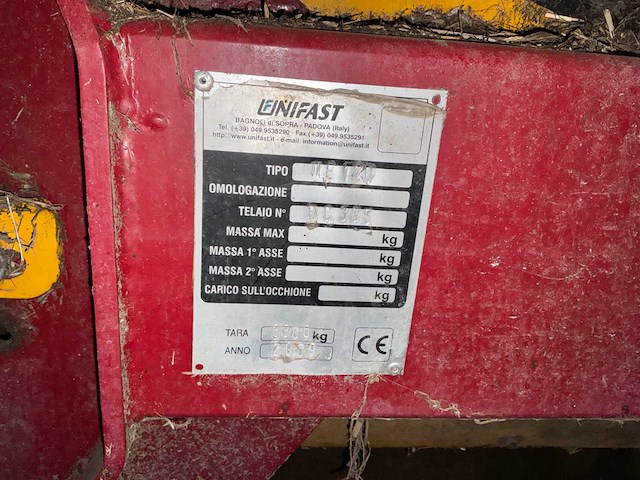 UNIFAST
BAGNOLI di SOPRA - PADOVA (Italy)
Tel. (+39) 049.9535290 - Fax (+39) 049.9535291
http: www.unifast.it - e-mail: information@unifast.it
TIPO
OMOLOGAZIONE
TELAIO N°
MASSA MAX kg
MASSA 1° ASSE kg
MASSA 2° ASSE kg
CARICO SULL'OCCHIONE kg
TARA kg
ANNO
CE